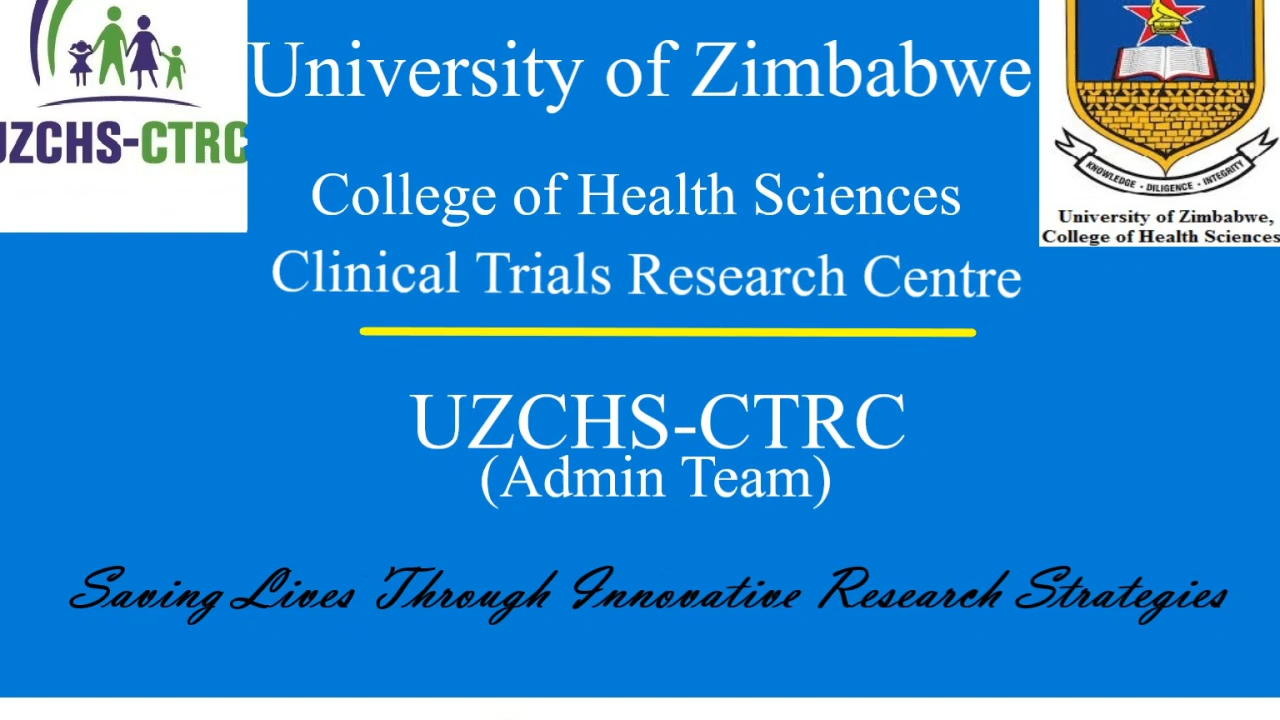 University of Zimbabwe
UZCHS-CTRC
KNOWLEDGE • DILIGENCE • INTEGRITY
University of Zimbabwe,
College of Health Sciences
College of Health Sciences
Clinical Trials Research Centre
UZCHS-CTRC
(Admin Team)
Saving Lives Through Innovative Research Strategies